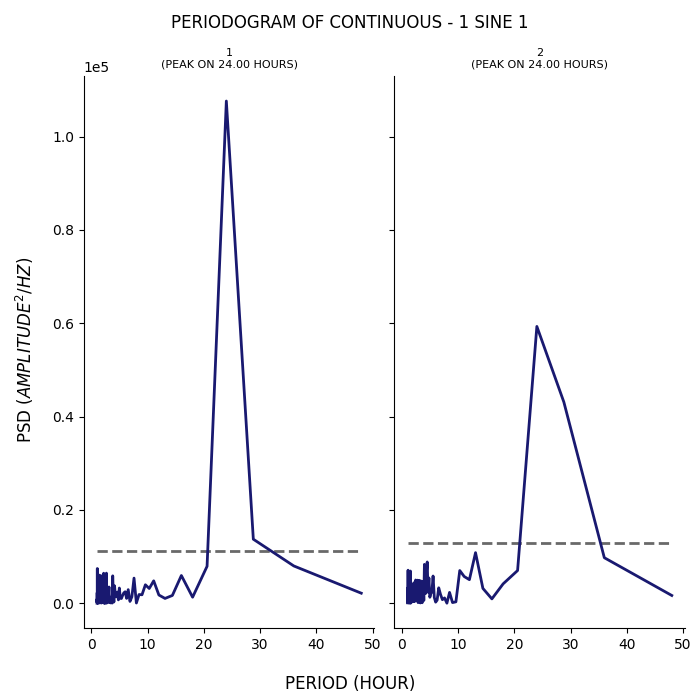 PERIODOGRAM OF CONTINUOUS - 1 SINE 1
1
(PEAK ON 24.00 HOURS)
2
(PEAK ON 24.00 HOURS)
1e5
1.0
0.8
0.6
0.4
0.2
0.0
PSD (AMPLITUDE²/HZ)
0 10 20 30 40 50
0 10 20 30 40 50
PERIOD (HOUR)